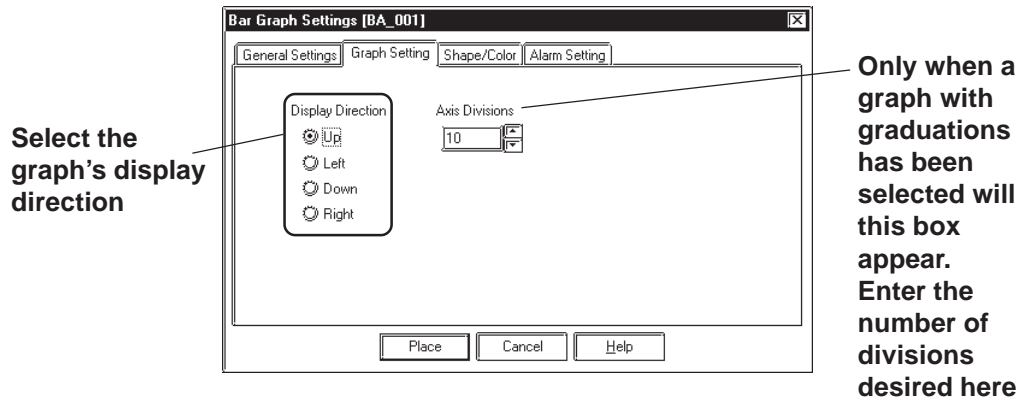 Bar Graph Settings [BA_001]
General Settings Graph Setting Shape/Color Alarm Setting
Select the
graph's display
direction
Display Direction
Up
Left
Down
Right
Axis Divisions
10
Only when a
graph with
graduations
has been
selected will
this box
appear.
Enter the
number of
divisions
desired here
Place Cancel Help